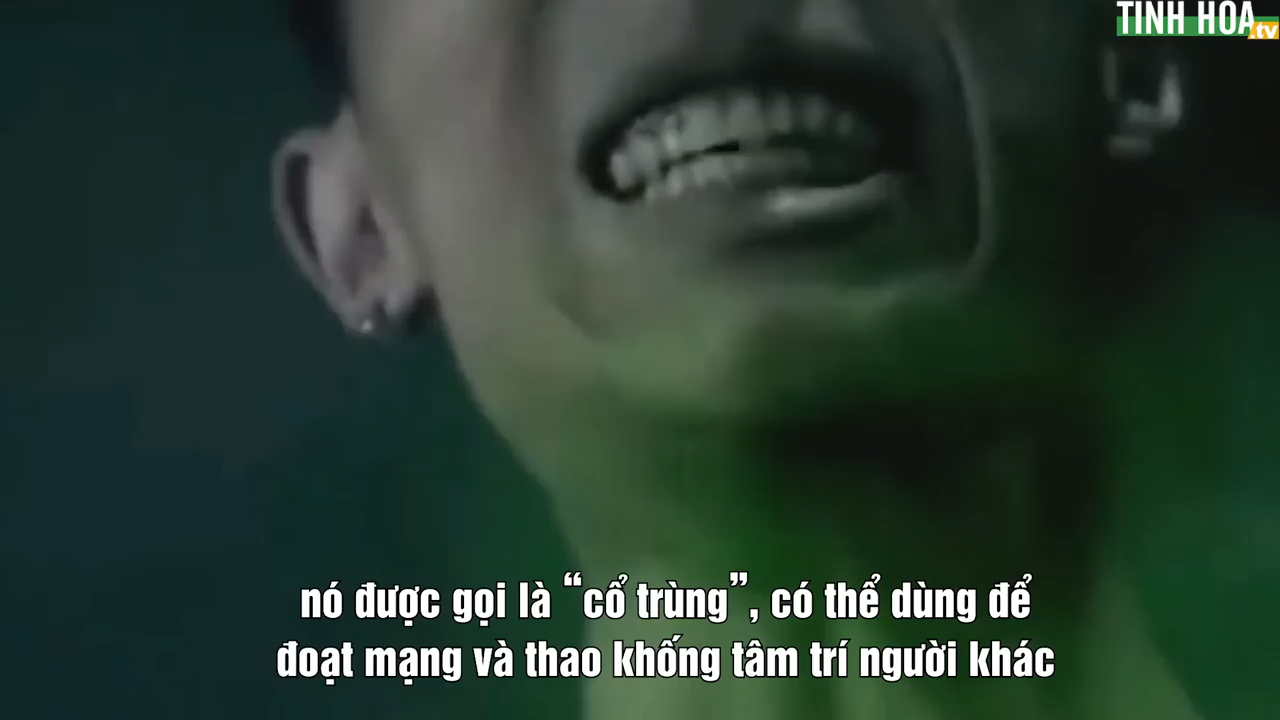 TINH HOA
.tv
nó được gọi là “cổ trùng”, có thể dùng để
đoạt mạng và thao khống tâm trí người khác